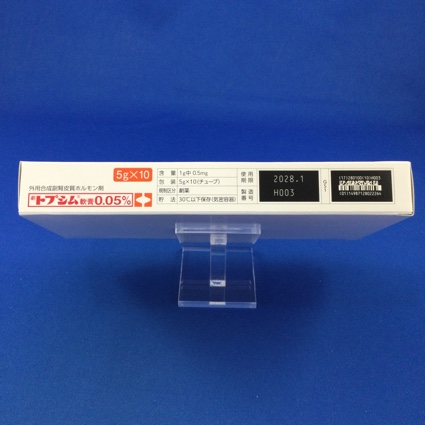 5g×10
外用合成副腎皮質ホルモン剤
トプシム軟膏0.05%
含 量 1g中 0.5mg
包 装 5g×10(チューブ)
規制区分 劇薬
貯 法 30℃以下保存(気密容器)
使用期限 2028.1
製造番号 H003